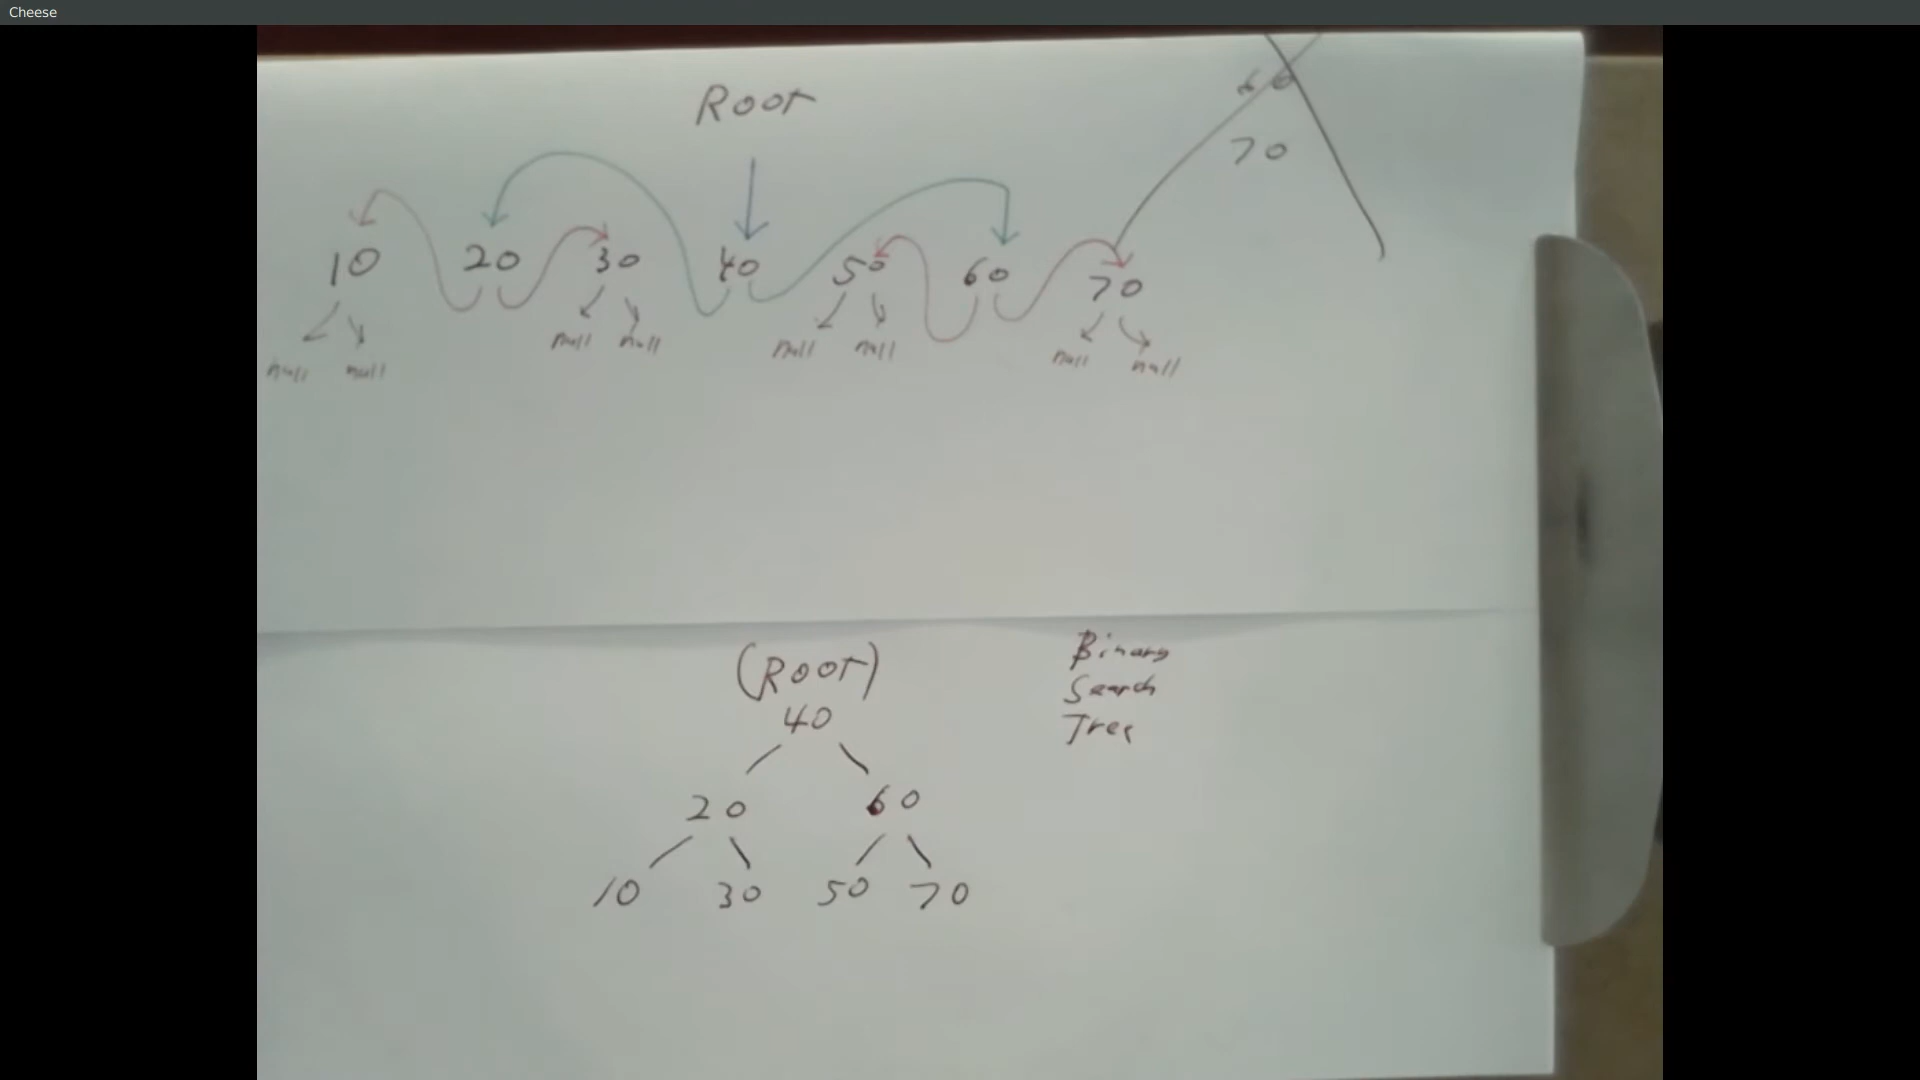 Cheese
Root
60
70
10 20 30 40 50 60 70
null null null null null null null null
(Root)
40
20 60
10 30 50 70
Binary
Search
Tree